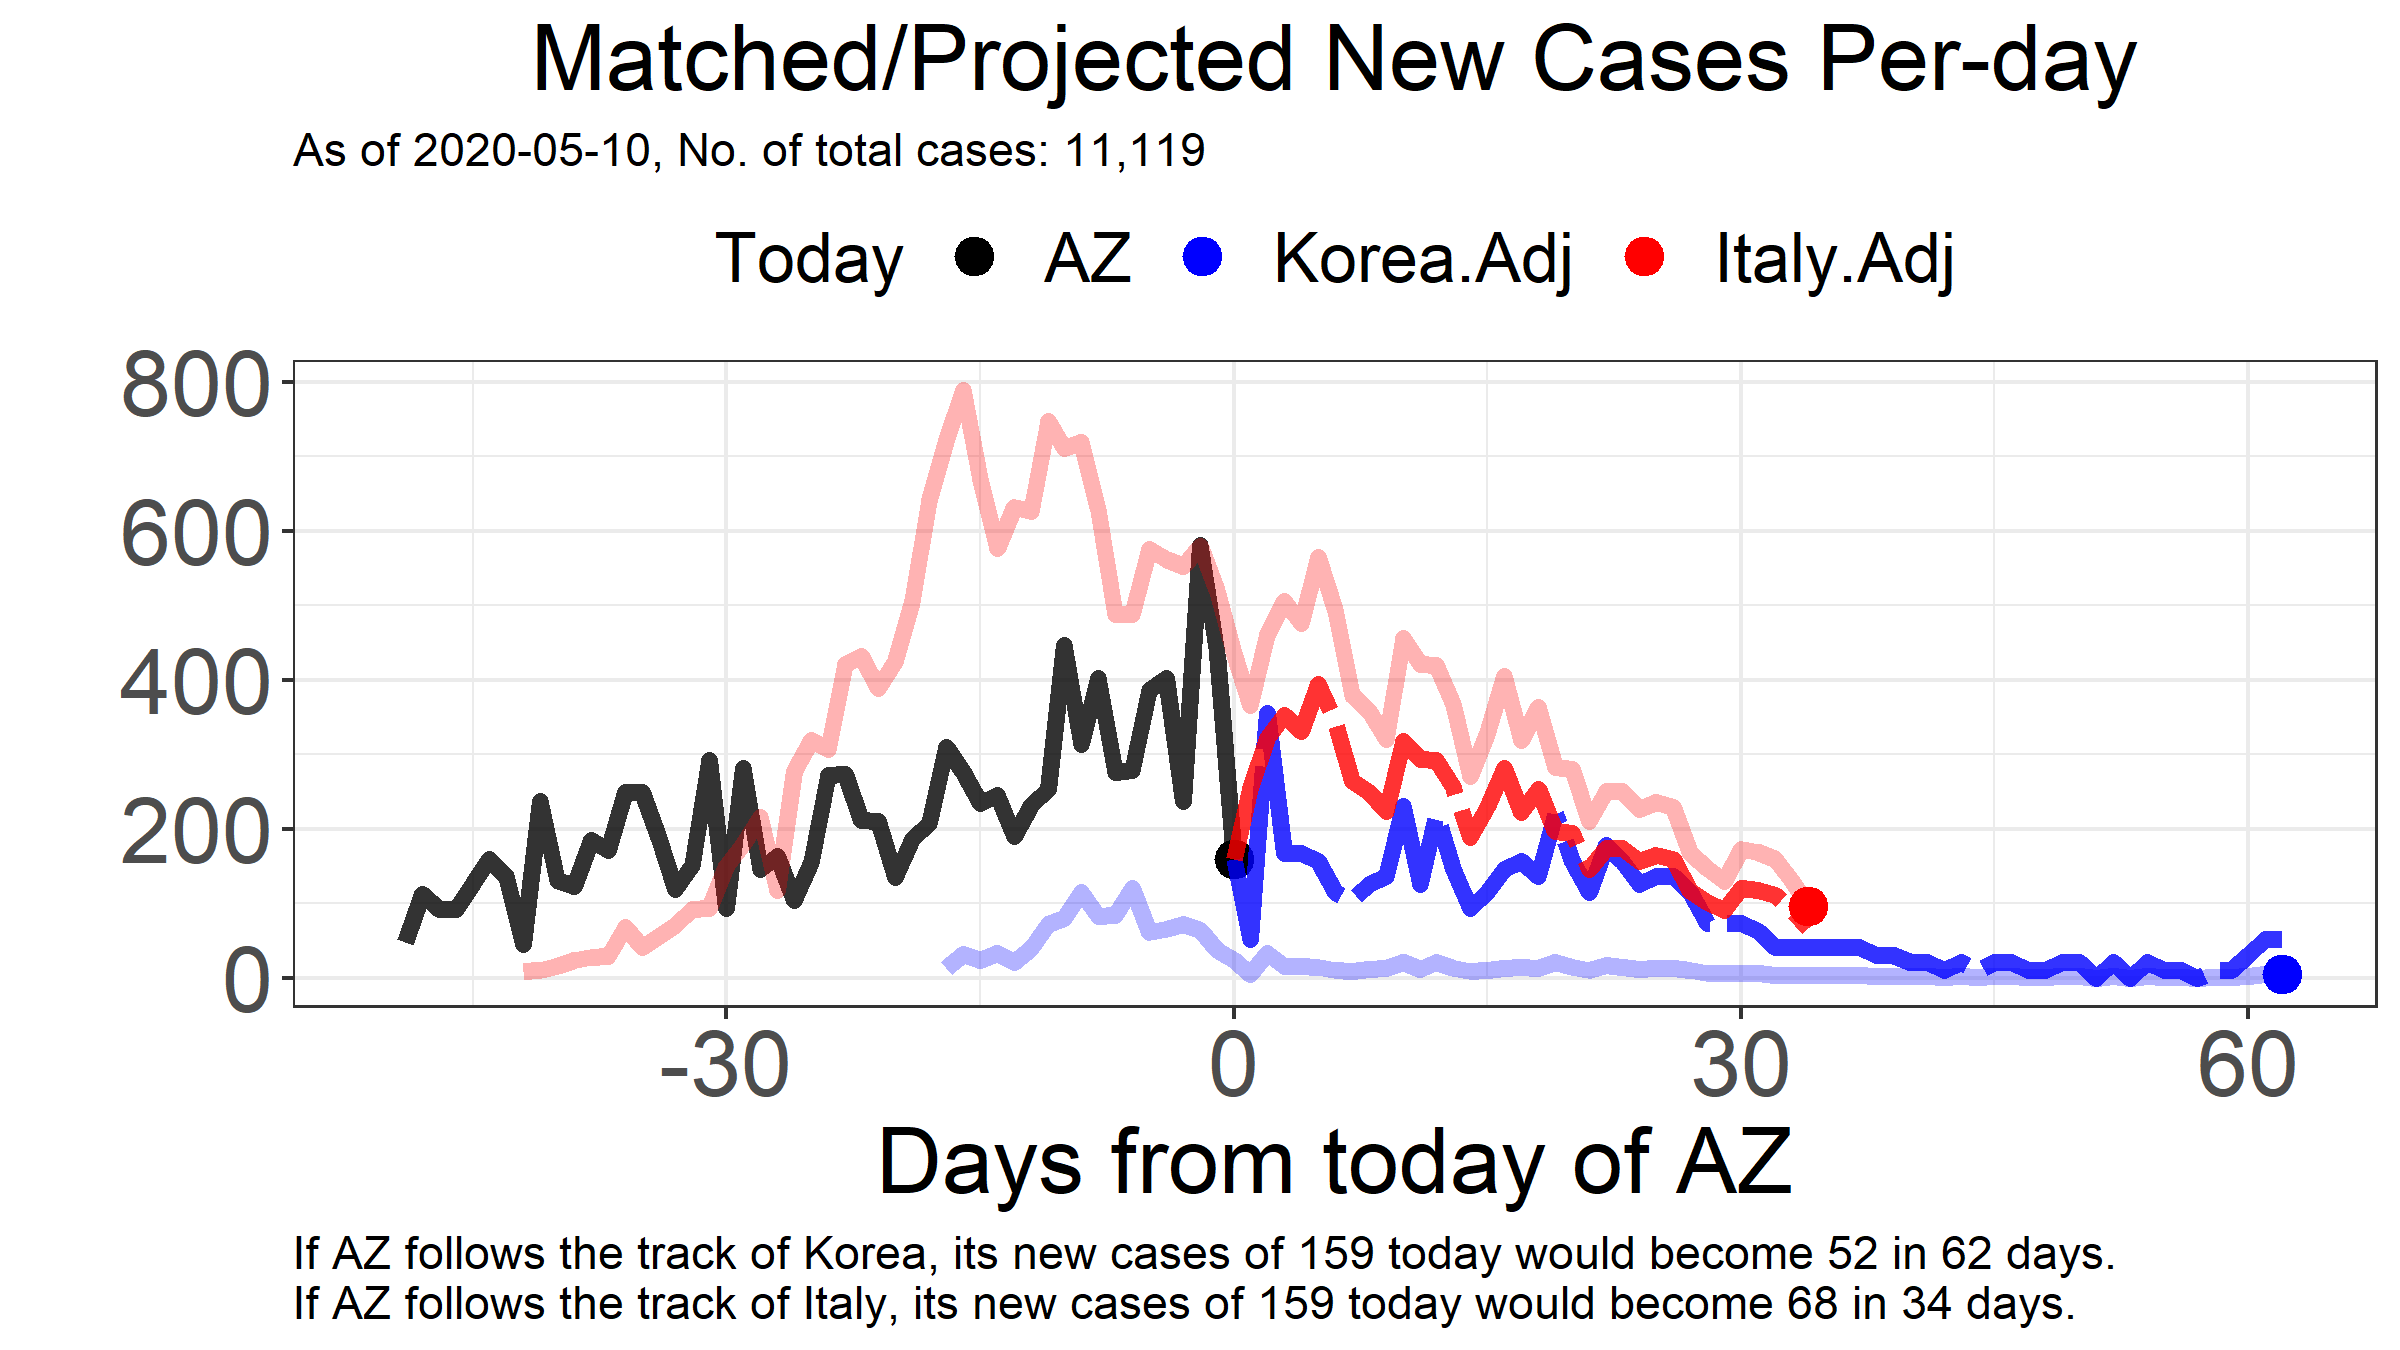 Matched/Projected New Cases Per-day
As of 2020-05-10, No. of total cases: 11,119
Today AZ Korea.Adj Italy.Adj
800
600
400
200
0
-30 0 30 60
Days from today of AZ
If AZ follows the track of Korea, its new cases of 159 today would become 52 in 62 days.
If AZ follows the track of Italy, its new cases of 159 today would become 68 in 34 days.